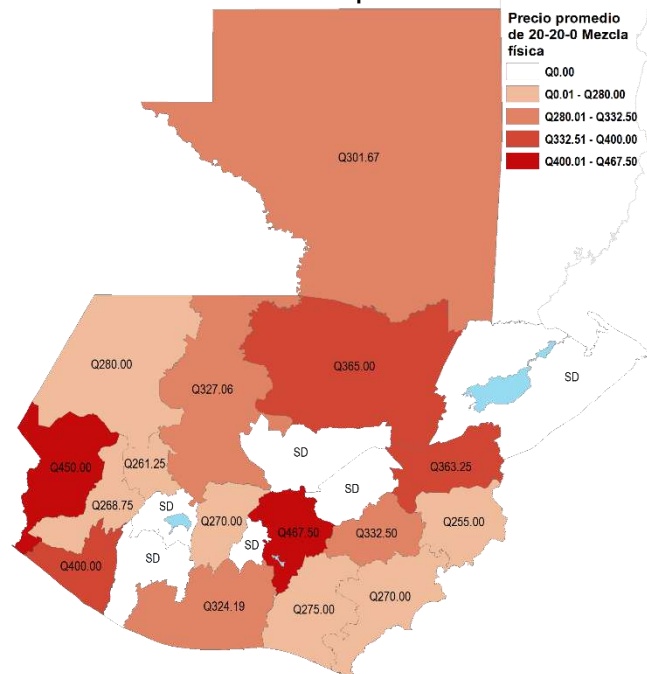 Precio promedio
de 20-20-0 Mezcla
física
Q0.00
Q0.01 - Q280.00
Q280.01 - Q332.50
Q332.51 - Q400.00
Q400.01 - Q467.50
Q301.67
Q280.00
Q327.06
Q365.00
SD
Q450.00
Q261.25
SD
Q363.25
Q268.75
SD
SD
Q270.00
Q467.50
Q332.50
Q255.00
Q400.00
SD
SD
Q324.19
Q275.00
Q270.00